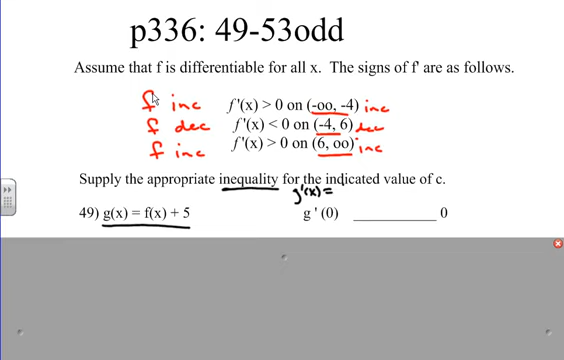 p336: 49-53odd
Assume that f is differentiable for all x. The signs of f' are as follows.
f inc f'(x) > 0 on (-oo, -4) inc
f dec f'(x) < 0 on (-4, 6) dec
f inc f'(x) > 0 on (6, oo) inc
Supply the appropriate inequality for the indicated value of c.
g'(x) =
49) g(x) = f(x) + 5 g ' (0) __________ 0